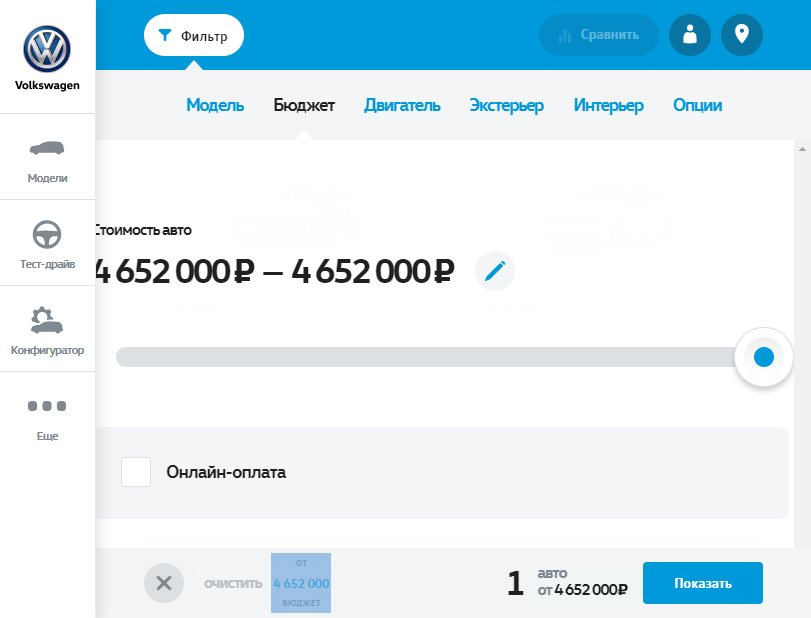 Volkswagen
Модели
Тест-драйв
Конфигуратор
Еще
Фильтр
Сравнить
Модель Бюджет Двигатель Экстерьер Интерьер Опции
Стоимость авто
4 652 000 ₽ — 4 652 000 ₽
Онлайн-оплата
ОЧИСТИТЬ
ОТ
4 652 000
БЮДЖЕТ
1 авто
от 4 652 000₽
Показать